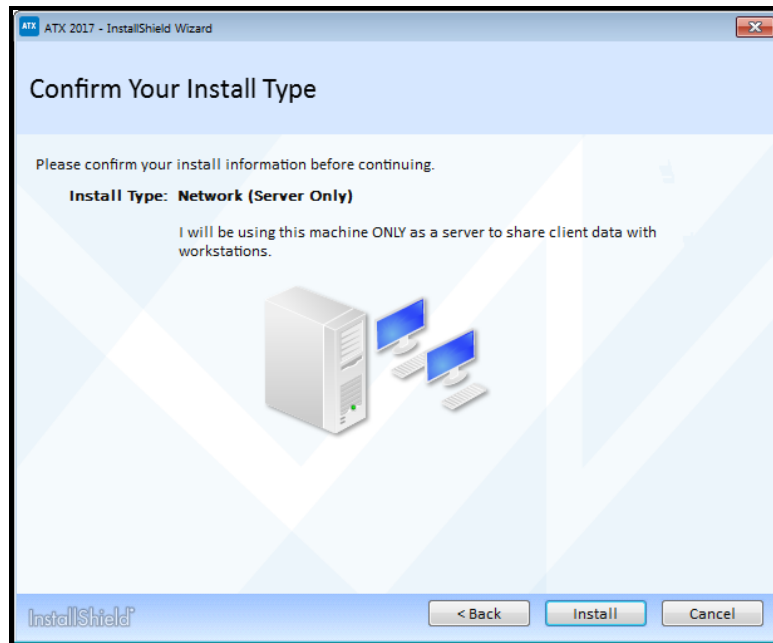 ATX ATX 2017 - InstallShield Wizard
Confirm Your Install Type
Please confirm your install information before continuing.
Install Type: Network (Server Only)
I will be using this machine ONLY as a server to share client data with
workstations.
InstallShield
< Back Install Cancel